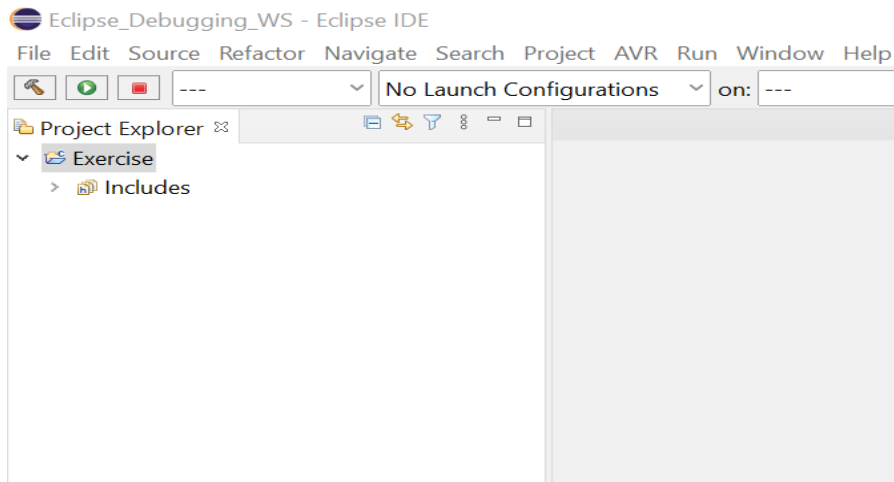 Eclipse_Debugging_WS - Eclipse IDE
File Edit Source Refactor Navigate Search Project AVR Run Window Help
--- No Launch Configurations on: ---
Project Explorer
Exercise
Includes